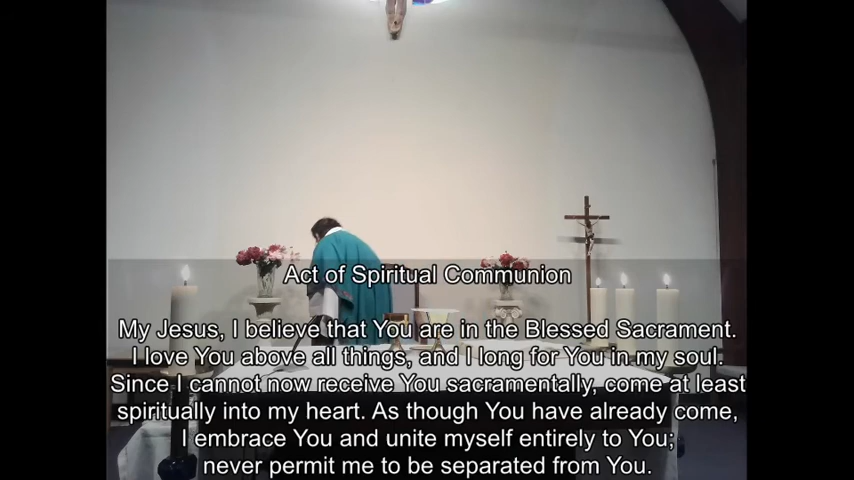 Act of Spiritual Communion
My Jesus, I believe that You are in the Blessed Sacrament.
I love You above all things, and I long for You in my soul.
Since I cannot now receive You sacramentally, come at least
spiritually into my heart. As though You have already come,
I embrace You and unite myself entirely to You;
never permit me to be separated from You.